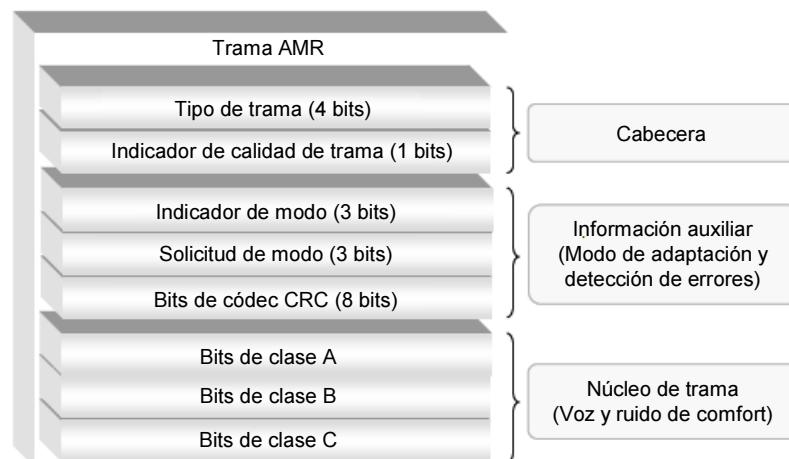 Trama AMR
Tipo de trama (4 bits)
Indicador de calidad de trama (1 bits)
Cabecera
Indicador de modo (3 bits)
Solicitud de modo (3 bits)
Bits de códec CRC (8 bits)
Información auxiliar
(Modo de adaptación y
detección de errores)
Bits de clase A
Bits de clase B
Bits de clase C
Núcleo de trama
(Voz y ruido de comfort)